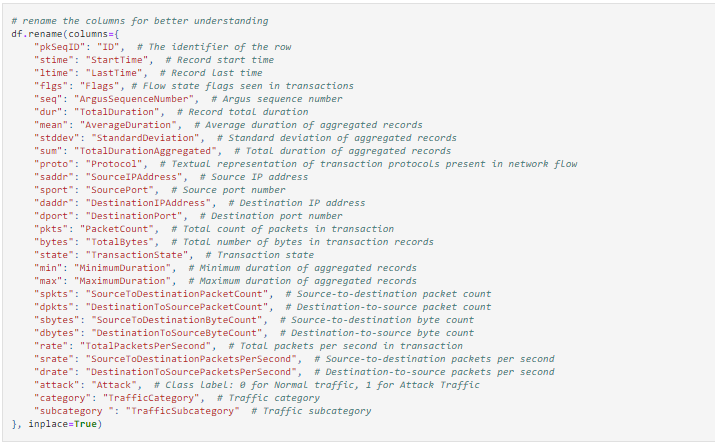 # rename the columns for better understanding
df.rename(columns={
    "pkSeqID": "ID",  # The identifier of the row
    "stime": "StartTime",  # Record start time
    "ltime": "LastTime",  # Record Last time
    "flgs": "Flags", # Flow state flags seen in transactions
    "seq": "ArgusSequenceNumber",  # Argus sequence number
    "dur": "TotalDuration",  # Record total duration
    "mean": "AverageDuration",  # Average duration of aggregated records
    "stddev": "StandardDeviation",  # Standard deviation of aggregated records
    "sum": "TotalDurationAggregated",  # Total duration of aggregated records
    "proto": "Protocol",  # Textual representation of transaction protocols present in network flow
    "saddr": "SourceIPAddress",  # Source IP address
    "sport": "SourcePort",  # Source port number
    "daddr": "DestinationIPAddress",  # Destination IP address
    "dport": "DestinationPort",  # Destination port number
    "pkts": "PacketCount",  # Total count of packets in transaction
    "bytes": "TotalBytes",  # Total number of bytes in transaction records
    "state": "TransactionState",  # Transaction state
    "min": "MinimumDuration",  # Minimum duration of aggregated records
    "max": "MaximumDuration",  # Maximum duration of aggregated records
    "spkts": "SourceToDestinationPacketCount",  # Source-to-destination packet count
    "dpkts": "DestinationToSourcePacketCount",  # Destination-to-source packet count
    "sbytes": "SourceToDestinationByteCount",  # Source-to-destination byte count
    "dbytes": "DestinationToSourceByteCount",  # Destination-to-source byte count
    "rate": "TotalPacketsPerSecond",  # Total packets per second in transaction
    "srate": "SourceToDestinationPacketsPerSecond",  # Source-to-destination packets per second
    "drate": "DestinationToSourcePacketsPerSecond",  # Destination-to-source packets per second
    "attack": "Attack",  # Class label: 0 for Normal traffic, 1 for Attack Traffic
    "category": "TrafficCategory",  # Traffic category
    "subcategory ": "TrafficSubcategory"  # Traffic subcategory
}, inplace=True)